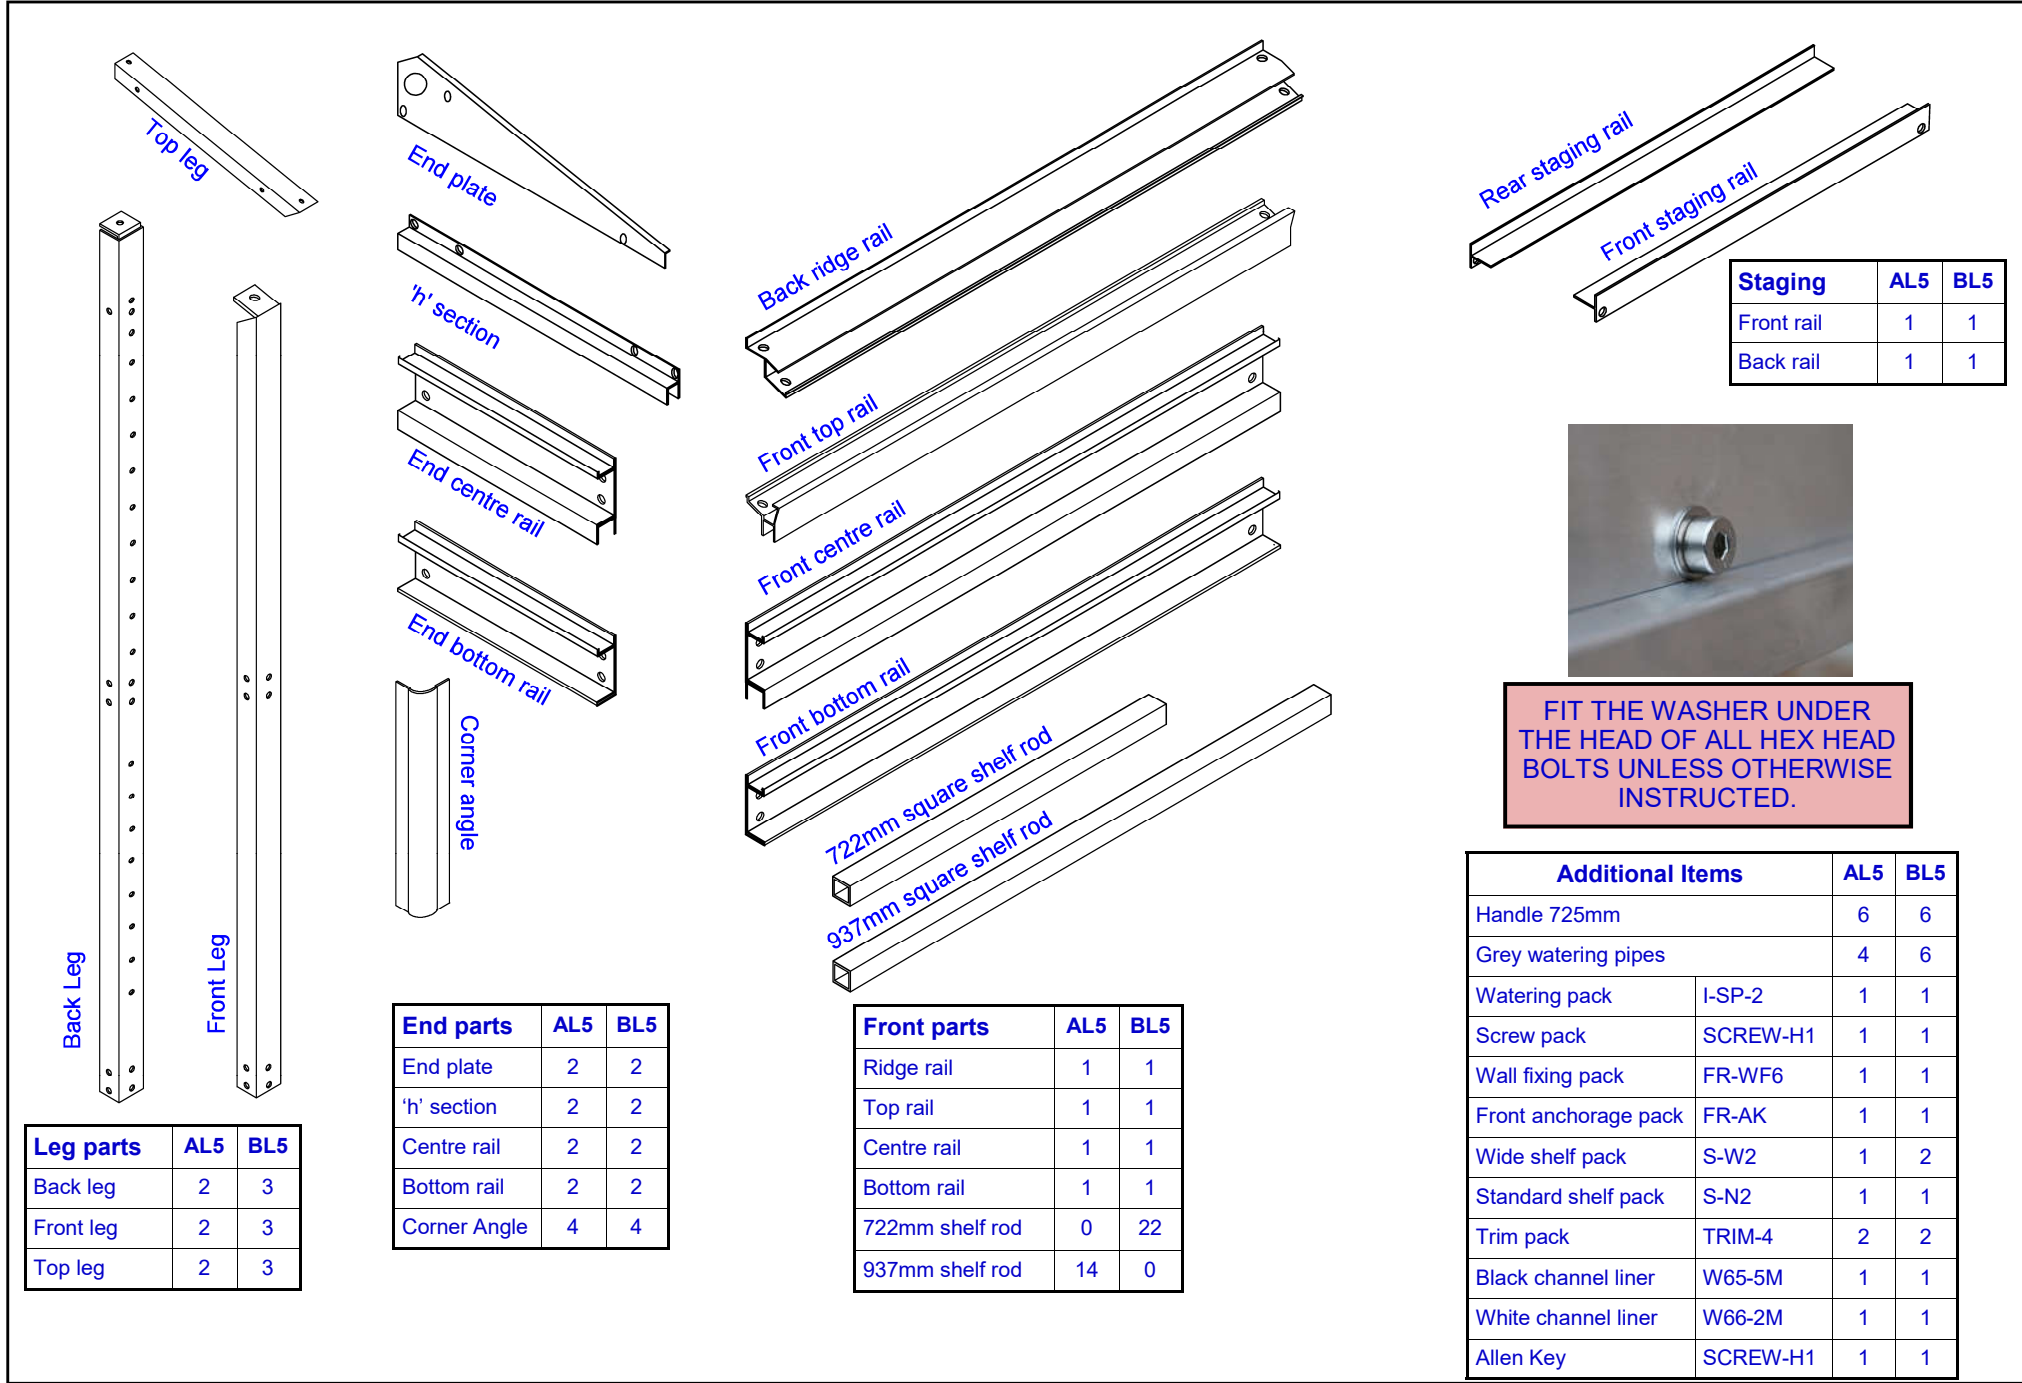 Top leg
End plate
'h' section
End centre rail
End bottom rail
Corner angle
Back Leg
Front Leg
Back ridge rail
Front top rail
Front centre rail
Front bottom rail
722mm square shelf rod
937mm square shelf rod
Rear staging rail
Front staging rail
Staging AL5 BL5
Front rail 1 1
Back rail 1 1
FIT THE WASHER UNDER
THE HEAD OF ALL HEX HEAD
BOLTS UNLESS OTHERWISE
INSTRUCTED.
Leg parts AL5 BL5
Back leg 2 3
Front leg 2 3
Top leg 2 3
End parts AL5 BL5
End plate 2 2
‘h’ section 2 2
Centre rail 2 2
Bottom rail 2 2
Corner Angle 4 4
Front parts AL5 BL5
Ridge rail 1 1
Top rail 1 1
Centre rail 1 1
Bottom rail 1 1
722mm shelf rod 0 22
937mm shelf rod 14 0
Additional Items AL5 BL5
Handle 725mm 6 6
Grey watering pipes 4 6
Watering pack I-SP-2 1 1
Screw pack SCREW-H1 1 1
Wall fixing pack FR-WF6 1 1
Front anchorage pack FR-AK 1 1
Wide shelf pack S-W2 1 2
Standard shelf pack S-N2 1 1
Trim pack TRIM-4 2 2
Black channel liner W65-5M 1 1
White channel liner W66-2M 1 1
Allen Key SCREW-H1 1 1